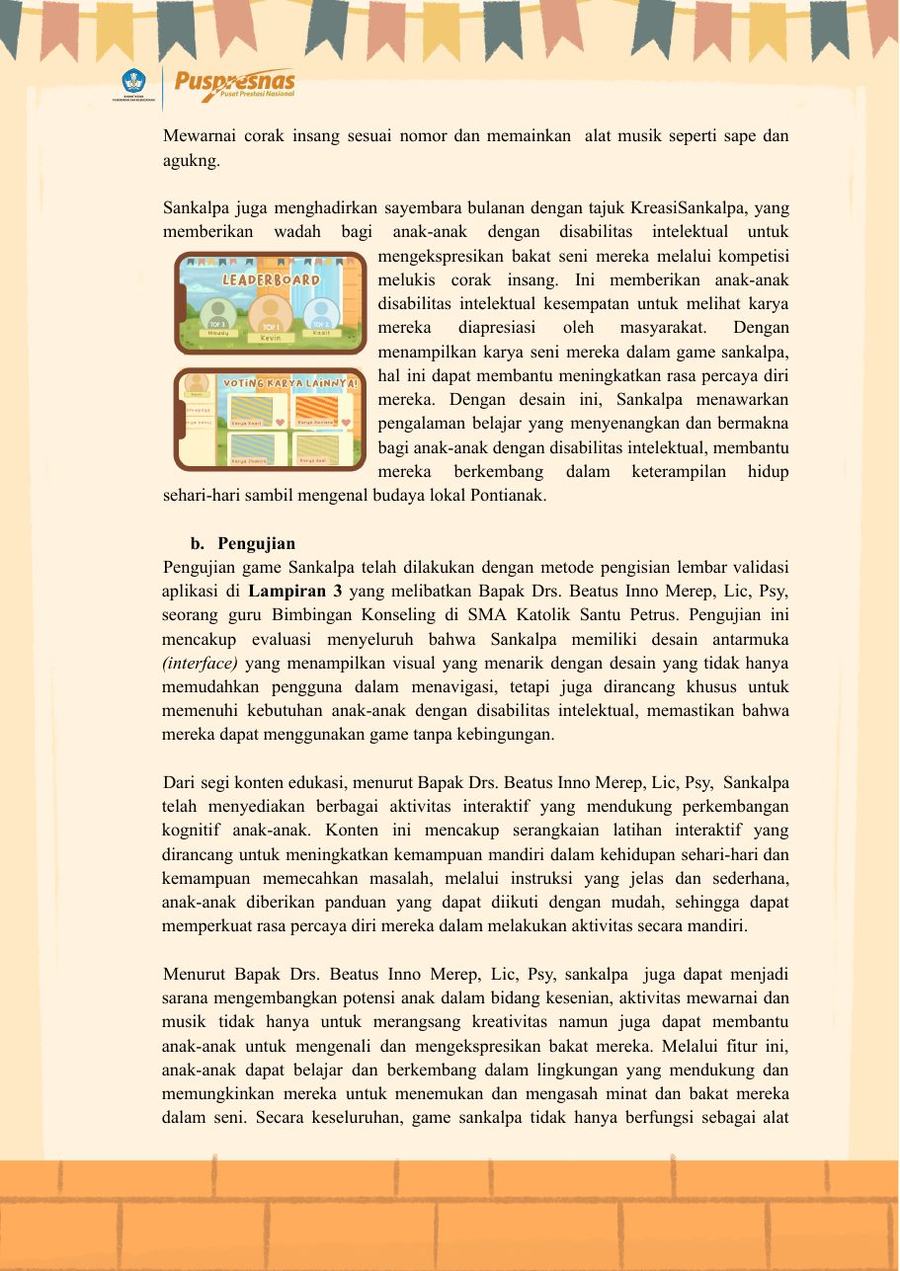 Puspresnas
Pusat Prestasi Nasional
Mewarnai corak insang sesuai nomor dan memainkan alat musik seperti sape dan
agukng.
Sankalpa juga menghadirkan sayembara bulanan dengan tajuk KreasiSankalpa, yang
memberikan wadah bagi anak-anak dengan disabilitas intelektual untuk
mengekspresikan bakat seni mereka melalui kompetisi
melukis corak insang. Ini memberikan anak-anak
disabilitas intelektual kesempatan untuk melihat karya
mereka diapresiasi oleh masyarakat. Dengan
menampilkan karya seni mereka dalam game sankalpa,
hal ini dapat membantu meningkatkan rasa percaya diri
mereka. Dengan desain ini, Sankalpa menawarkan
pengalaman belajar yang menyenangkan dan bermakna
bagi anak-anak dengan disabilitas intelektual, membantu
mereka berkembang dalam keterampilan hidup
sehari-hari sambil mengenal budaya lokal Pontianak.
LEADERBOARD
TOP 3
TOP 1
TOP 2
Kevin
VOTING KARYA LAINNYA!
b. Pengujian
Pengujian game Sankalpa telah dilakukan dengan metode pengisian lembar validasi
aplikasi di Lampiran 3 yang melibatkan Bapak Drs. Beatus Inno Merep, Lic, Psy,
seorang guru Bimbingan Konseling di SMA Katolik Santu Petrus. Pengujian ini
mencakup evaluasi menyeluruh bahwa Sankalpa memiliki desain antarmuka
(interface) yang menampilkan visual yang menarik dengan desain yang tidak hanya
memudahkan pengguna dalam menavigasi, tetapi juga dirancang khusus untuk
memenuhi kebutuhan anak-anak dengan disabilitas intelektual, memastikan bahwa
mereka dapat menggunakan game tanpa kebingungan.
Dari segi konten edukasi, menurut Bapak Drs. Beatus Inno Merep, Lic, Psy, Sankalpa
telah menyediakan berbagai aktivitas interaktif yang mendukung perkembangan
kognitif anak-anak. Konten ini mencakup serangkaian latihan interaktif yang
dirancang untuk meningkatkan kemampuan mandiri dalam kehidupan sehari-hari dan
kemampuan memecahkan masalah, melalui instruksi yang jelas dan sederhana,
anak-anak diberikan panduan yang dapat diikuti dengan mudah, sehingga dapat
memperkuat rasa percaya diri mereka dalam melakukan aktivitas secara mandiri.
Menurut Bapak Drs. Beatus Inno Merep, Lic, Psy, sankalpa juga dapat menjadi
sarana mengembangkan potensi anak dalam bidang kesenian, aktivitas mewarnai dan
musik tidak hanya untuk merangsang kreativitas namun juga dapat membantu
anak-anak untuk mengenali dan mengekspresikan bakat mereka. Melalui fitur ini,
anak-anak dapat belajar dan berkembang dalam lingkungan yang mendukung dan
memungkinkan mereka untuk menemukan dan mengasah minat dan bakat mereka
dalam seni. Secara keseluruhan, game sankalpa tidak hanya berfungsi sebagai alat